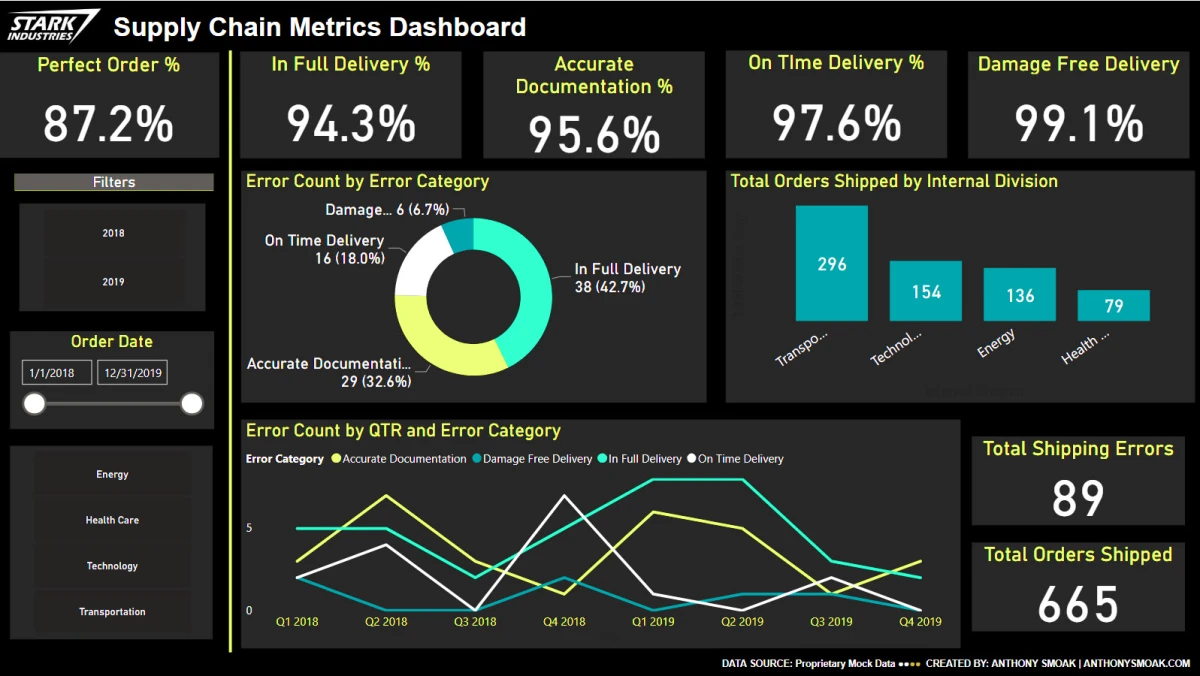 STARK
INDUSTRIES
Supply Chain Metrics Dashboard
Perfect Order %
87.2%
In Full Delivery %
94.3%
Accurate
Documentation %
95.6%
On TIme Delivery %
97.6%
Damage Free Delivery
99.1%
Filters
2018
2019
Order Date
1/1/2018
12/31/2019
Energy
Health Care
Technology
Transportation
Error Count by Error Category
Damage... 6 (6.7%)
On Time Delivery
16 (18.0%)
In Full Delivery
38 (42.7%)
Accurate Documentati...
29 (32.6%)
Total Orders Shipped by Internal Division
296
154
136
79
Transpo...
Technol...
Energy
Health ...
Error Count by QTR and Error Category
Error Category Accurate Documentation Damage Free Delivery In Full Delivery On Time Delivery
5
0
Q1 2018 Q2 2018 Q3 2018 Q4 2018 Q1 2019 Q2 2019 Q3 2019 Q4 2019
Total Shipping Errors
89
Total Orders Shipped
665
DATA SOURCE: Proprietary Mock Data CREATED BY: ANTHONY SMOAK | ANTHONYSMOAK.COM